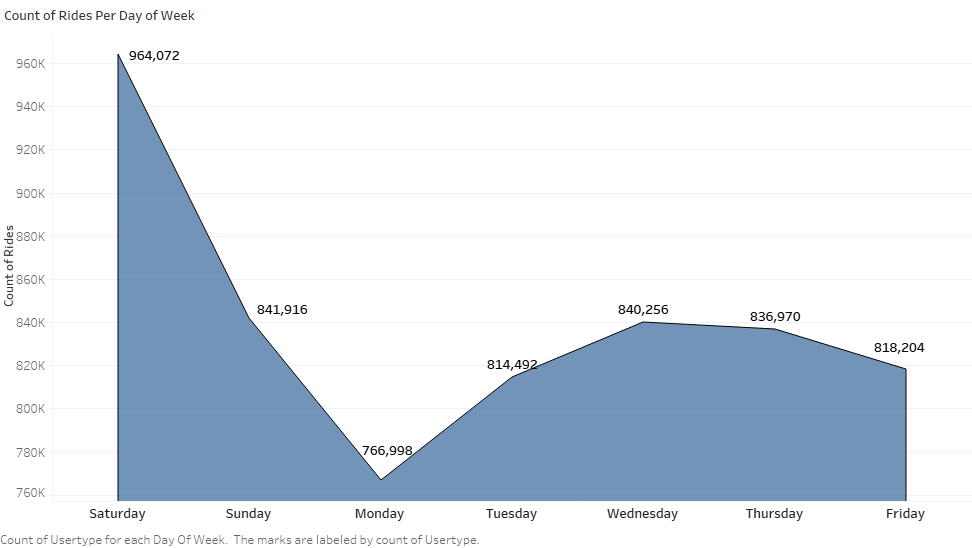 Count of Rides Per Day of Week
964,072
960K
940K
920K
900K
880K
860K
840K
820K
800K
780K
760K
Count of Rides
841,916
766,998
814,492
840,256
836,970
818,204
Saturday Sunday Monday Tuesday Wednesday Thursday Friday
Count of Usertype for each Day Of Week. The marks are labeled by count of Usertype.